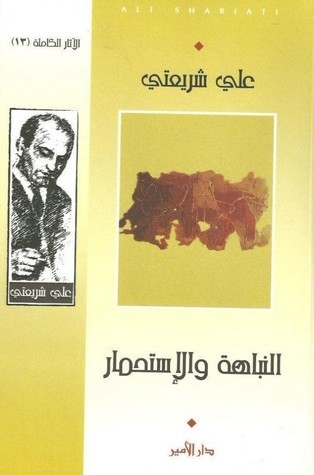 ALI SHARIATI
الآثار الكاملة (١٣)
علي شريعتي
علي شريعتي
النباهة والإستحمار
دار الأمير